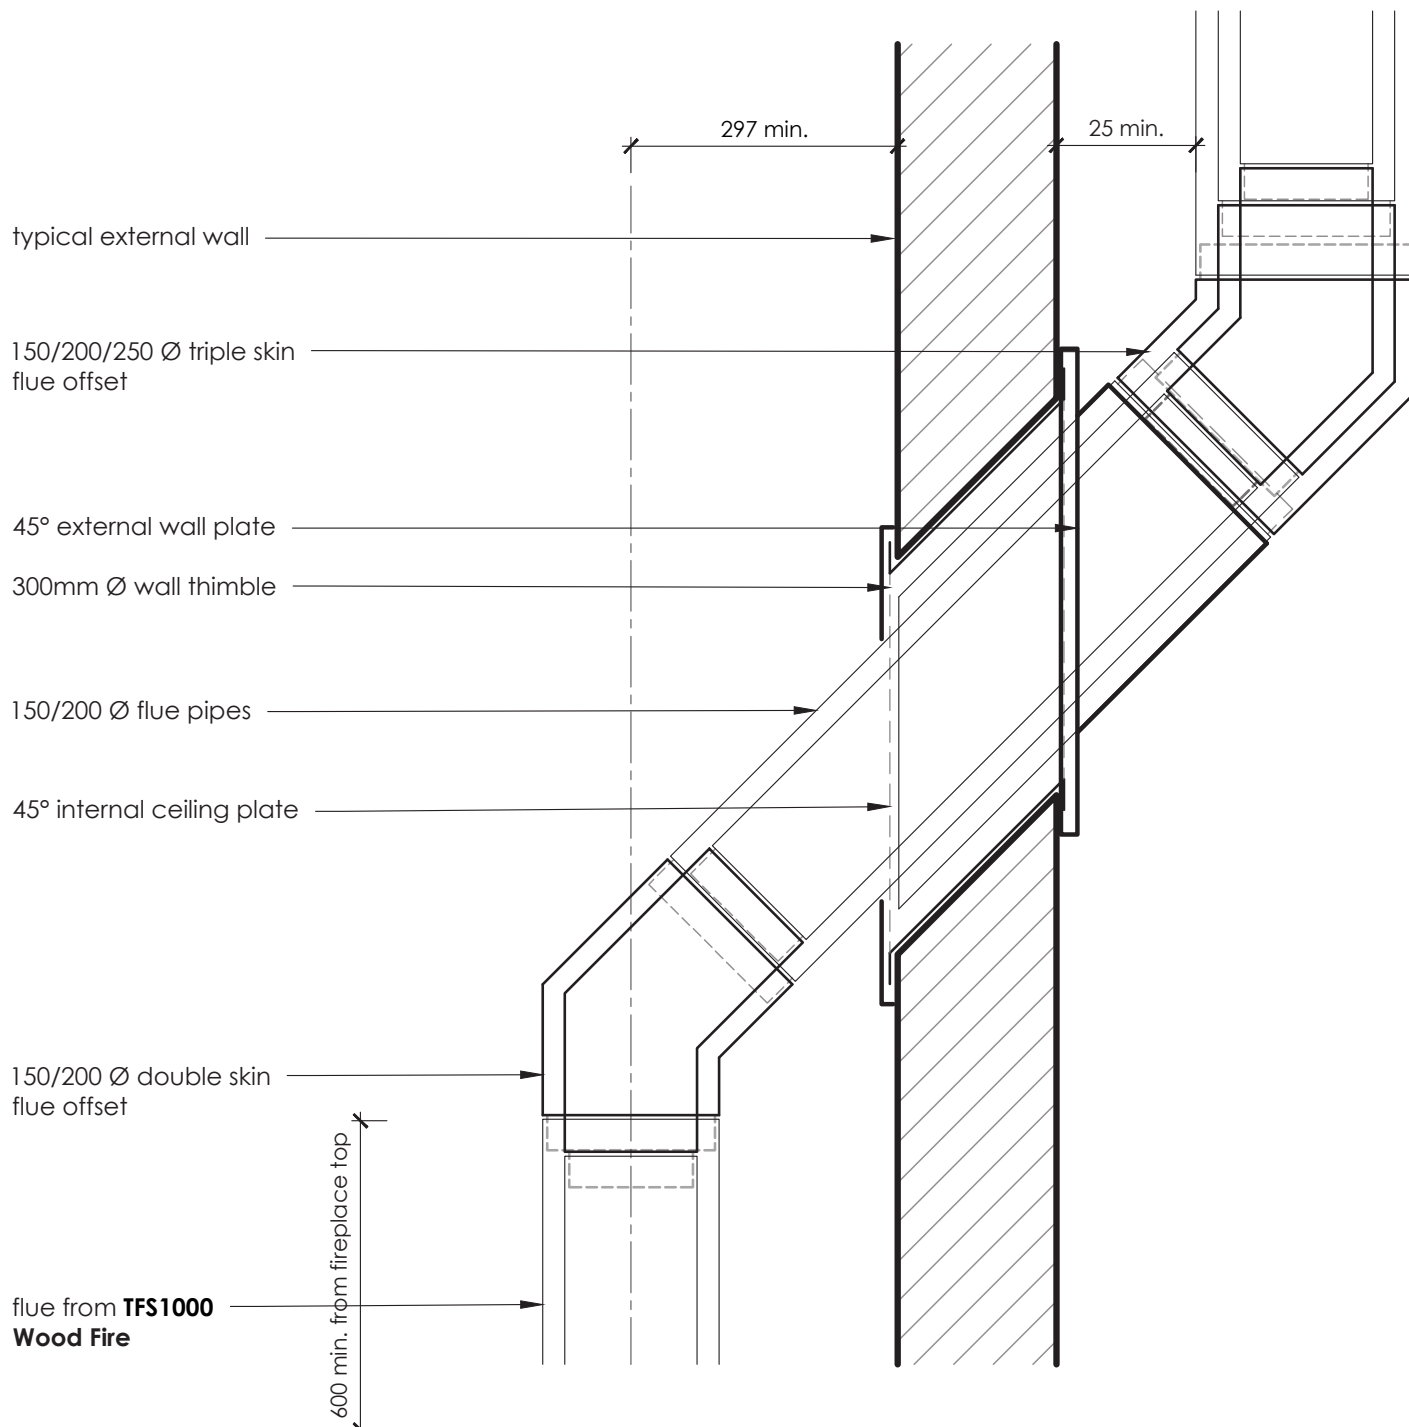 297 min.
25 min.
typical external wall
150/200/250 Ø triple skin
flue offset
45° external wall plate
300mm Ø wall thimble
150/200 Ø flue pipes
45° internal ceiling plate
150/200 Ø double skin
flue offset
600 min. from fireplace top
flue from TFS1000
Wood Fire